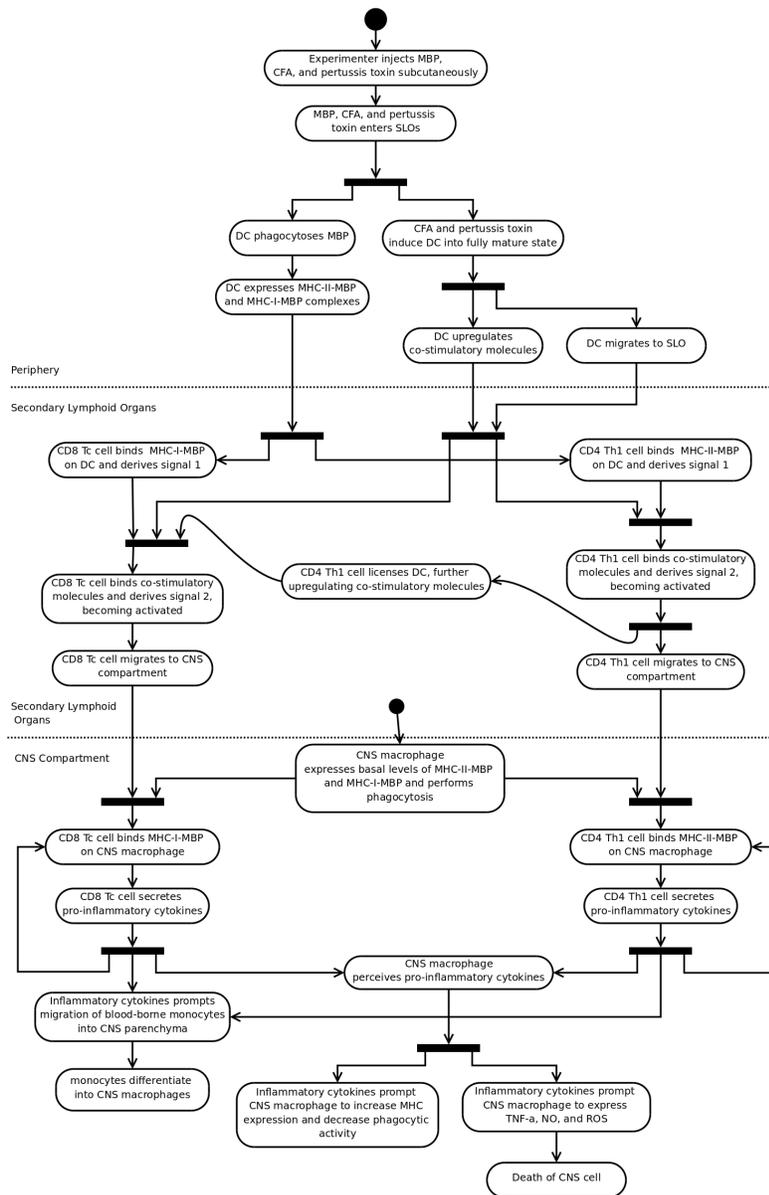 Experimenter injects MBP,
CFA, and pertussis toxin subcutaneously
MBP, CFA, and pertussis
toxin enters SLOs
DC phagocytoses MBP
CFA and pertussis toxin
induce DC into fully mature state
DC expresses MHC-II-MBP
and MHC-I-MBP complexes
DC upregulates
co-stimulatory molecules
DC migrates to SLO
Periphery
Secondary Lymphoid Organs
CD8 Tc cell binds  MHC-I-MBP
on DC and derives signal 1
CD4 Th1 cell binds  MHC-II-MBP
on DC and derives signal 1
CD8 Tc cell binds co-stimulatory
molecules and derives signal 2,
becoming activated
CD4 Th1 cell licenses DC, further
upregulating co-stimulatory molecules
CD4 Th1 cell binds co-stimulatory
molecules and derives signal 2,
becoming activated
CD8 Tc cell migrates to CNS
compartment
CD4 Th1 cell migrates to CNS
compartment
Secondary Lymphoid
Organs
CNS Compartment
CNS macrophage
expresses basal levels of MHC-II-MBP
and MHC-I-MBP and performs
phagocytosis
CD8 Tc cell binds MHC-I-MBP
on CNS macrophage
CD4 Th1 cell binds MHC-II-MBP
on CNS macrophage
CD8 Tc cell secretes
pro-inflammatory cytokines
CD4 Th1 cell secretes
pro-inflammatory cytokines
CNS macrophage
perceives pro-inflammatory cytokines
Inflammatory cytokines prompts
migration of blood-borne monocytes
into CNS parenchyma
monocytes differentiate
into CNS macrophages
Inflammatory cytokines prompt
CNS macrophage to increase MHC
expression and decrease phagocytic
activity
Inflammatory cytokines prompt
CNS macrophage to express
TNF-a, NO, and ROS
Death of CNS cell